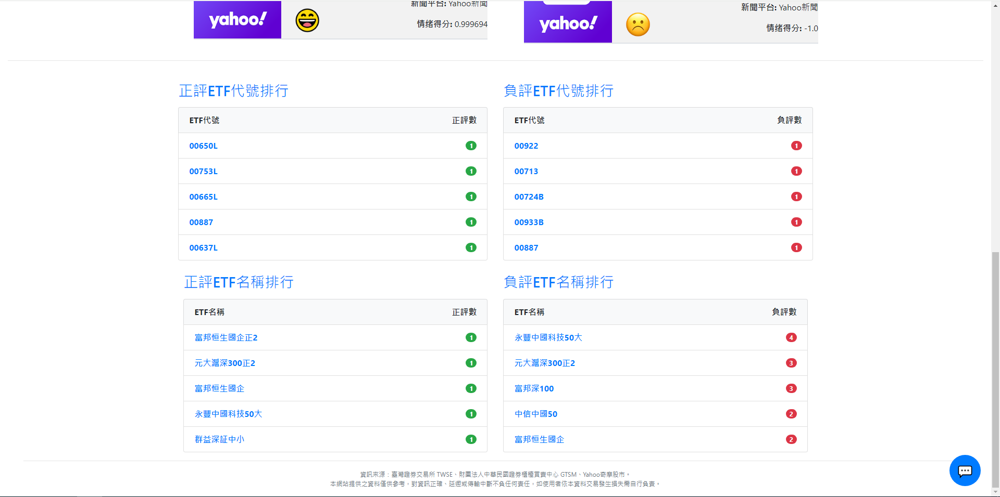 yahoo!
新聞平台: Yahoo新聞
情绪得分: 0.999694
yahoo!
新聞平台: Yahoo新聞
情绪得分: -1.0
正評ETF代號排行
ETF代號 正評數
00650L 1
00753L 1
00665L 1
00887 1
00637L 1
負評ETF代號排行
ETF代號 負評數
00922 1
00713 1
00724B 1
00933B 1
00887 1
正評ETF名稱排行
ETF名稱 正評數
富邦恒生國企正2 1
元大滬深300正2 1
富邦恒生國企 1
永豐中國科技50大 1
群益深証中小 1
負評ETF名稱排行
ETF名稱 負評數
永豐中國科技50大 4
元大滬深300正2 3
富邦深100 3
中信中國50 2
富邦恒生國企 2
資訊來源：臺灣證券交易所 TWSE、財團法人中華民國證券櫃檯買賣中心 GTSM、Yahoo奇摩股市。
本網站提供之資料僅供參考，對資訊正確、延遲或傳輸中斷不負任何責任，如使用者依本資料交易發生損失需自行負責。